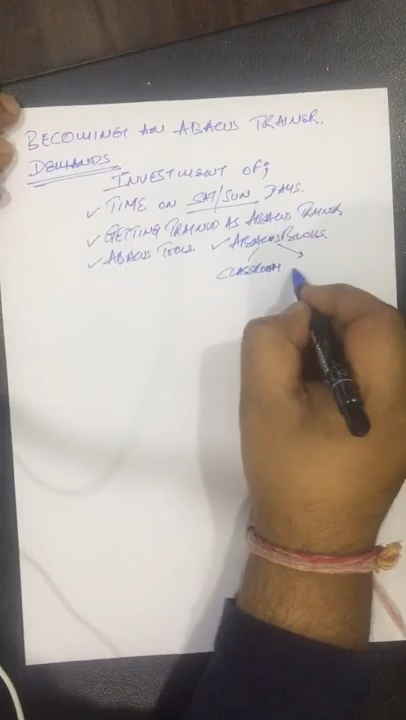 BECOMING AN ABACUS TRAINER.
DEMANDS
INVESTMENT OF;
✓ TIME ON SAT/SUN DAYS.
✓ GETTING TRAINED AS ABACUS TRAINER
✓ ABACUS TOOLS. ✓ ABACUS BOOKS.
CLASSROOM